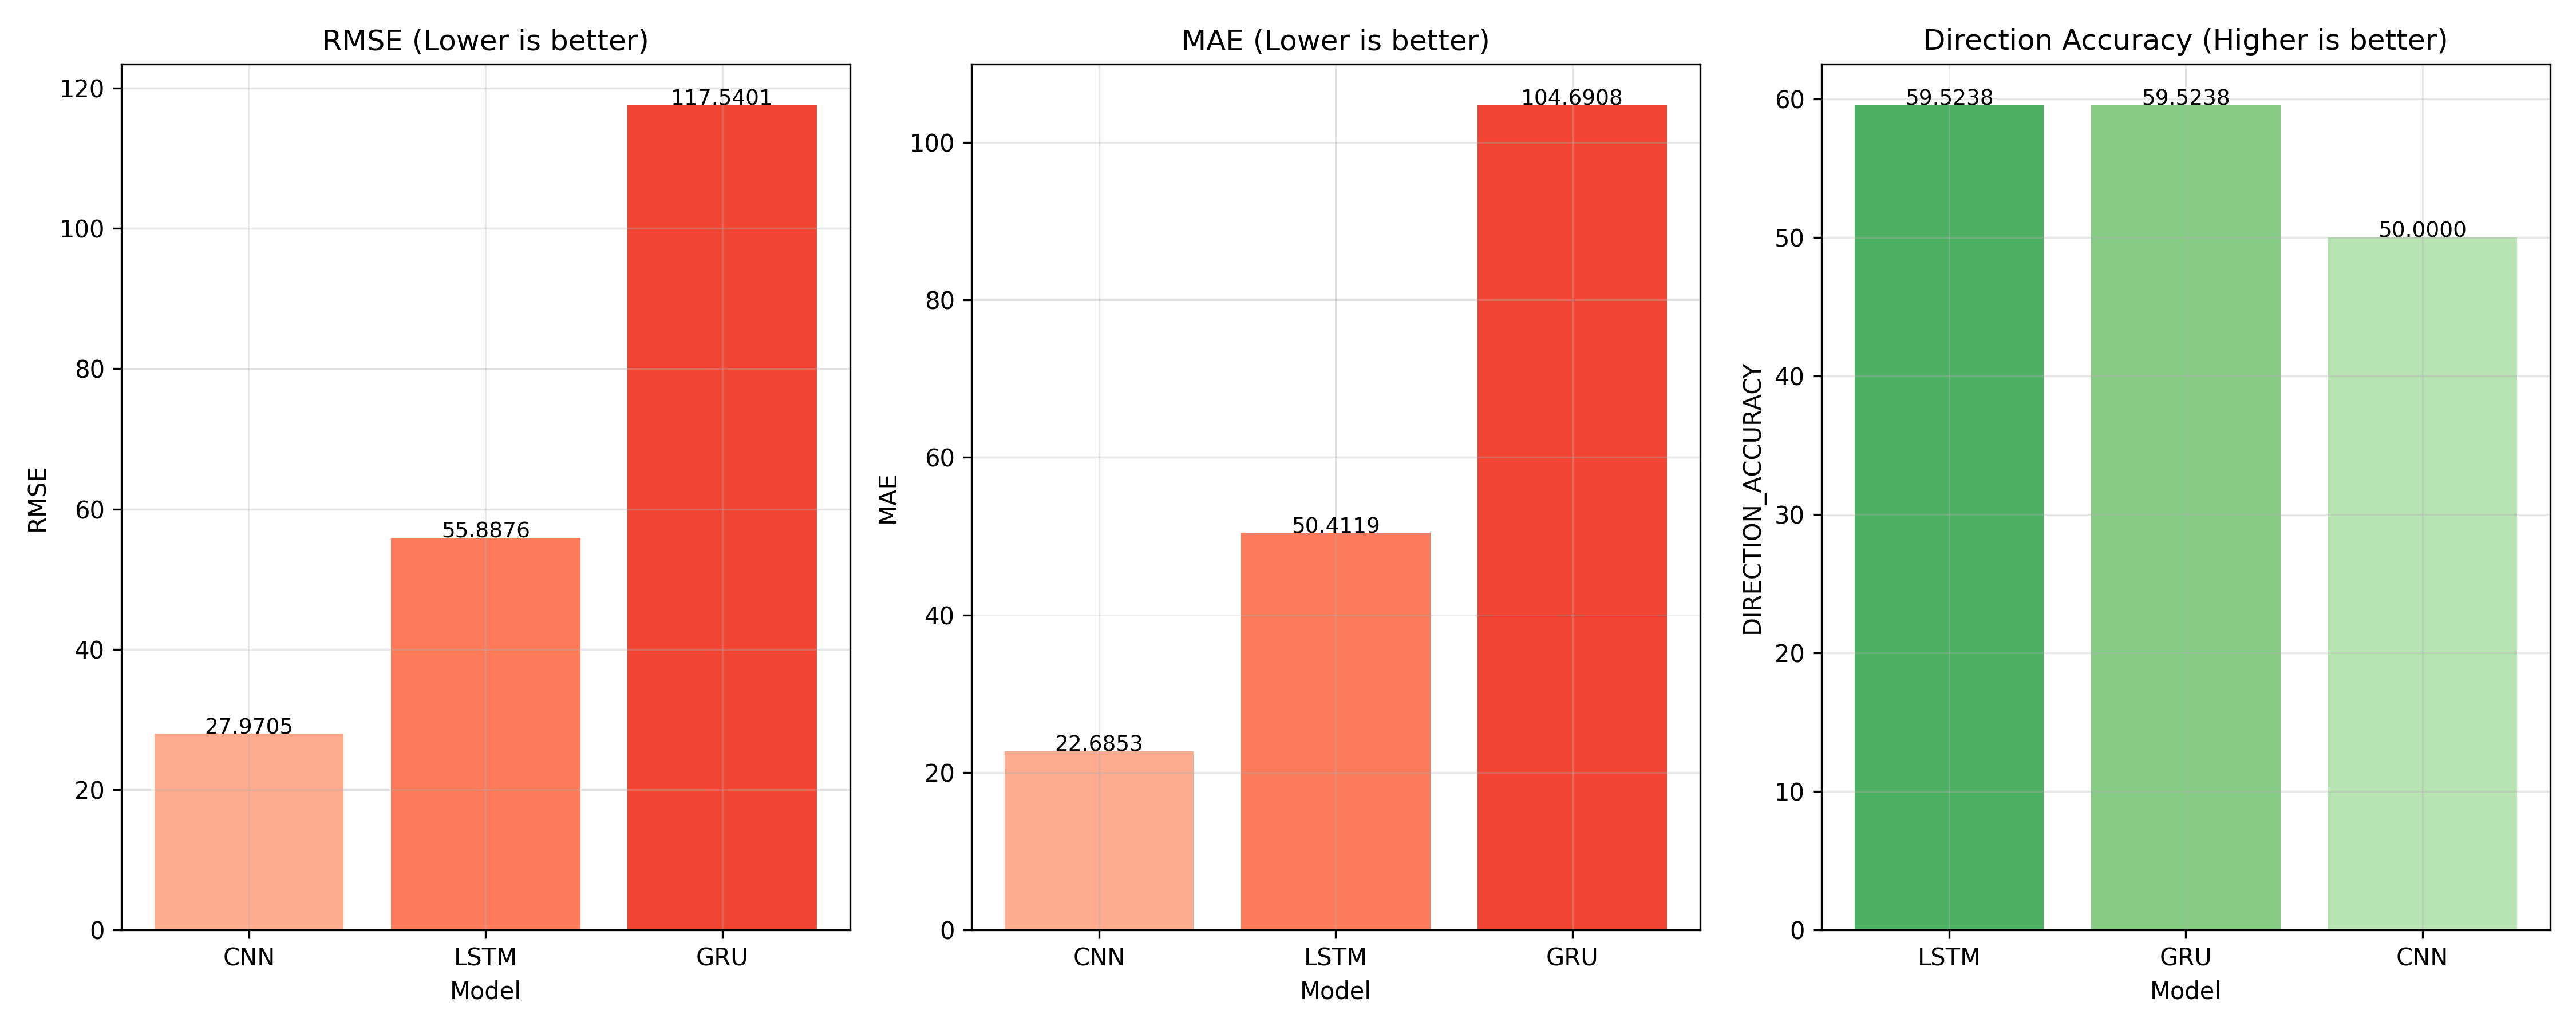 RMSE (Lower is better)
RMSE
120
100
80
60
40
20
0
27.9705
55.8876
117.5401
CNN
LSTM
GRU
Model
MAE (Lower is better)
MAE
100
80
60
40
20
0
22.6853
50.4119
104.6908
CNN
LSTM
GRU
Model
Direction Accuracy (Higher is better)
DIRECTION_ACCURACY
60
50
40
30
20
10
0
59.5238
59.5238
50.0000
LSTM
GRU
CNN
Model